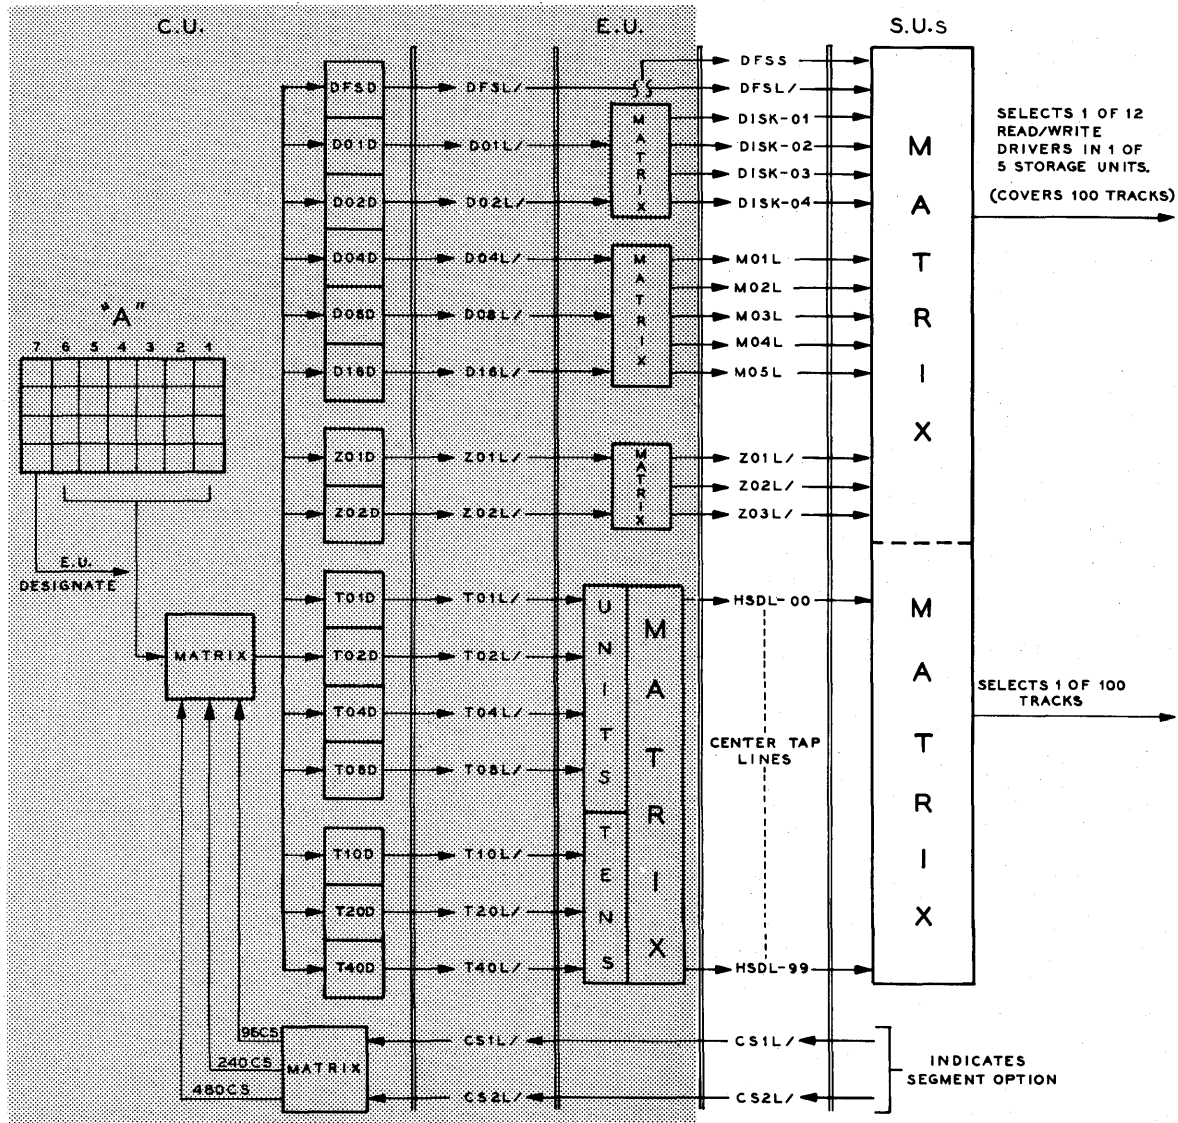 C.U.
E.U.
S.U.s
DFSS
DFSD
DFSL/
DFSL/
DISK-01
D01D
D01L/
DISK-02
DISK-03
D02D
D02L/
DISK-04
MATRIX
D04D
D04L/
M01L
M02L
D08D
D08L/
M03L
M04L
D16D
D16L/
M05L
MATRIX
Z01D
Z01L/
Z01L/
Z02L/
Z02D
Z02L/
Z03L/
MATRIX
MATRIX
SELECTS 1 OF 12
READ/WRITE
DRIVERS IN 1 OF
5 STORAGE UNITS.
(COVERS 100 TRACKS)
"A"
7 6 5 4 3 2 1
E.U.
DESIGNATE
MATRIX
T01D
T01L/
HSDL-00
T02D
T02L/
T04D
T04L/
T08D
T08L/
UNITS
TENS
MATRIX
CENTER TAP
LINES
T10D
T10L/
T20D
T20L/
T40D
T40L/
HSDL-99
MATRIX
SELECTS 1 OF 100
TRACKS
96CS
240CS
480CS
MATRIX
CS1L/
CS1L/
CS2L/
CS2L/
INDICATES
SEGMENT OPTION